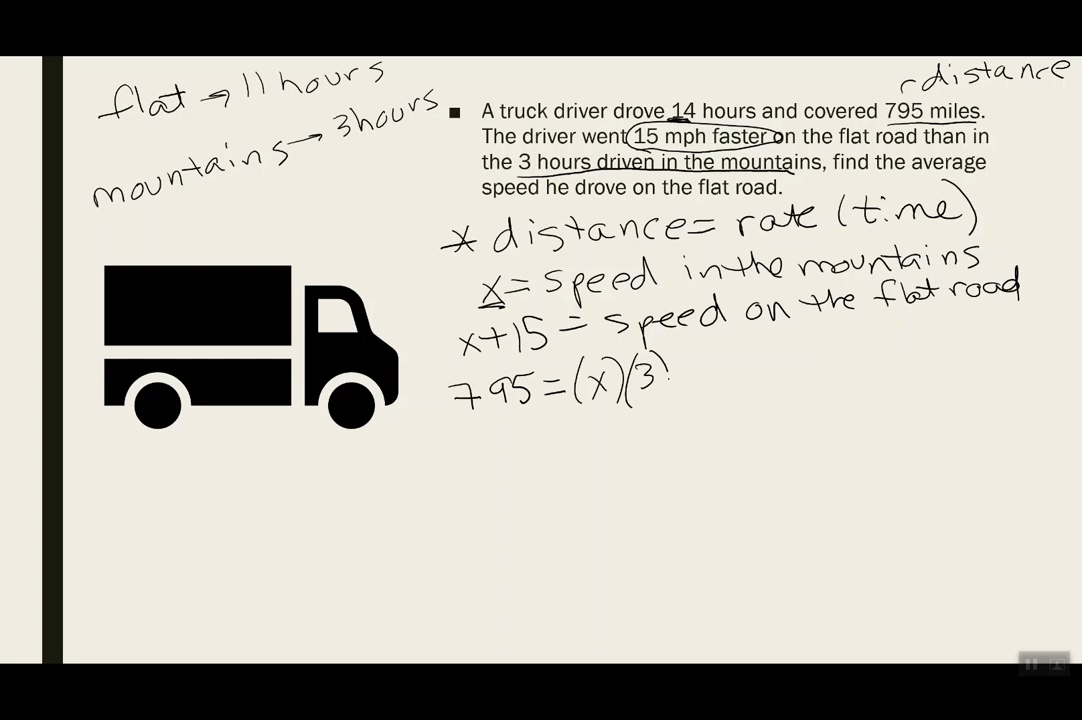 flat → 11 hours
mountains → 3 hours
distance
■ A truck driver drove 14 hours and covered 795 miles.
The driver went 15 mph faster on the flat road than in
the 3 hours driven in the mountains, find the average
speed he drove on the flat road.
* distance = rate (time)
x = speed in the mountains
x + 15 = speed on the flat road
795 = (x)(3)